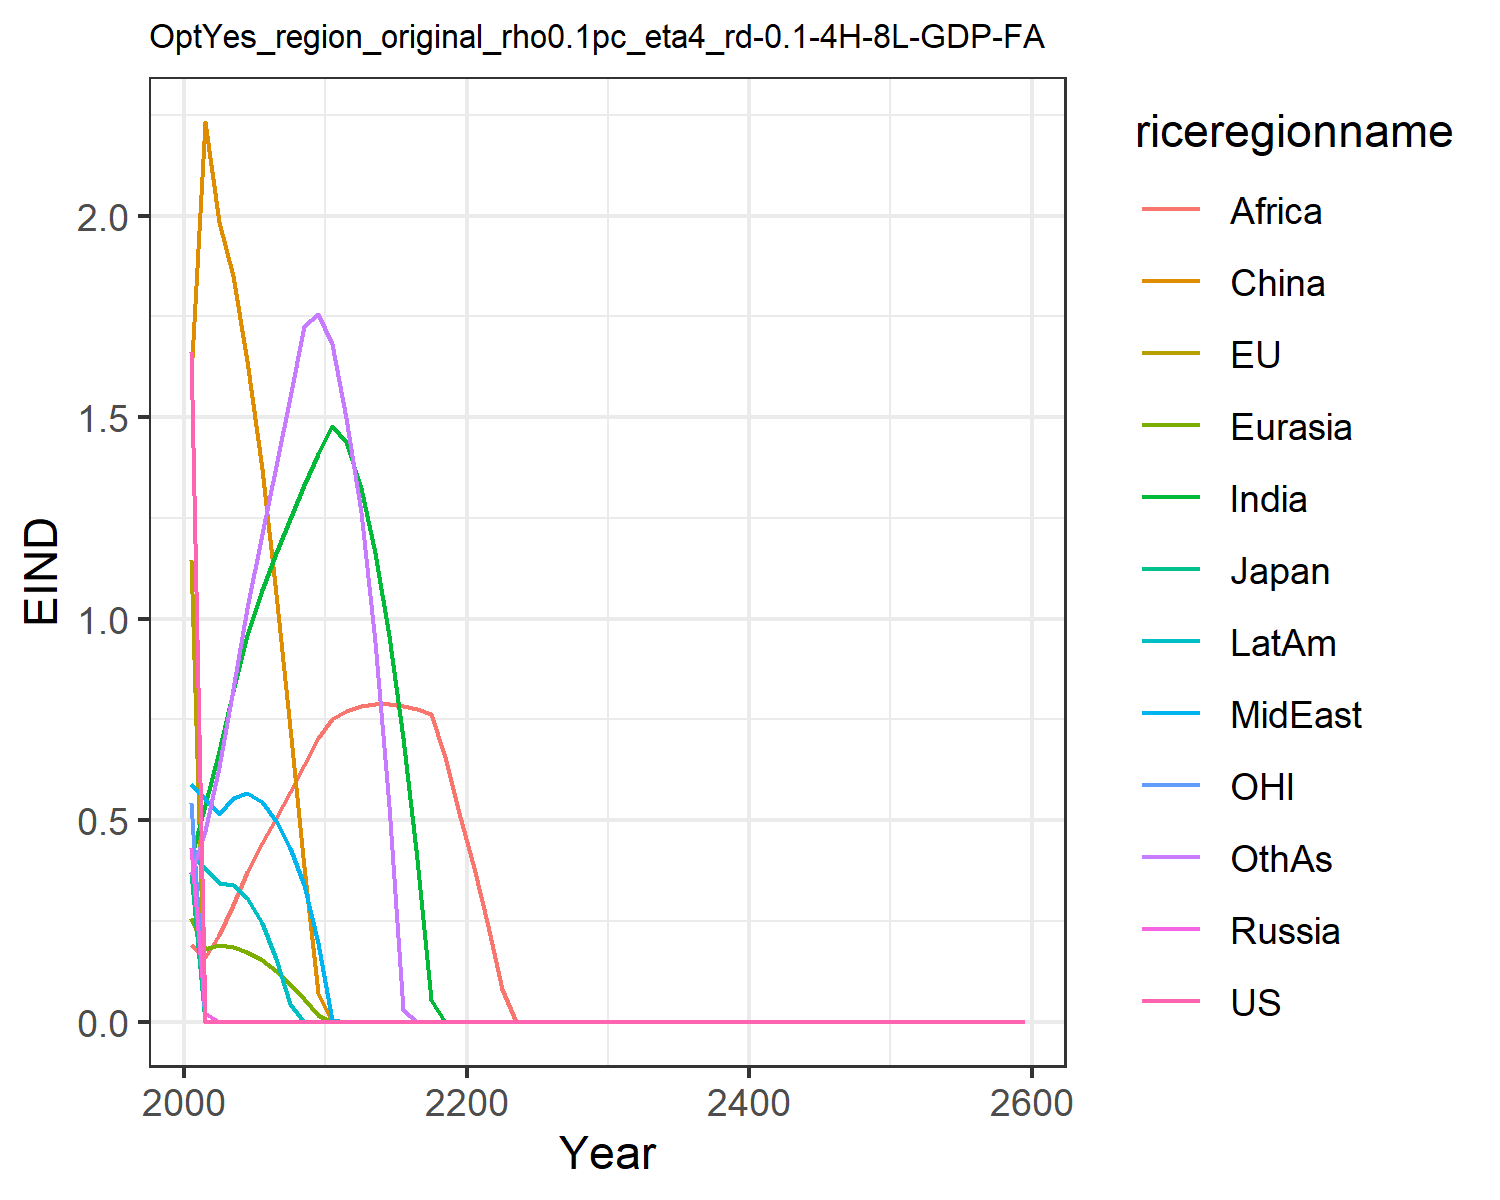 OptYes_region_original_rho0.1pc_eta4_rd-0.1-4H-8L-GDP-FA
riceregionname
Africa
China
EU
Eurasia
India
Japan
LatAm
MidEast
OHI
OthAs
Russia
US
EIND
2.0
1.5
1.0
0.5
0.0
2000
2200
2400
2600
Year